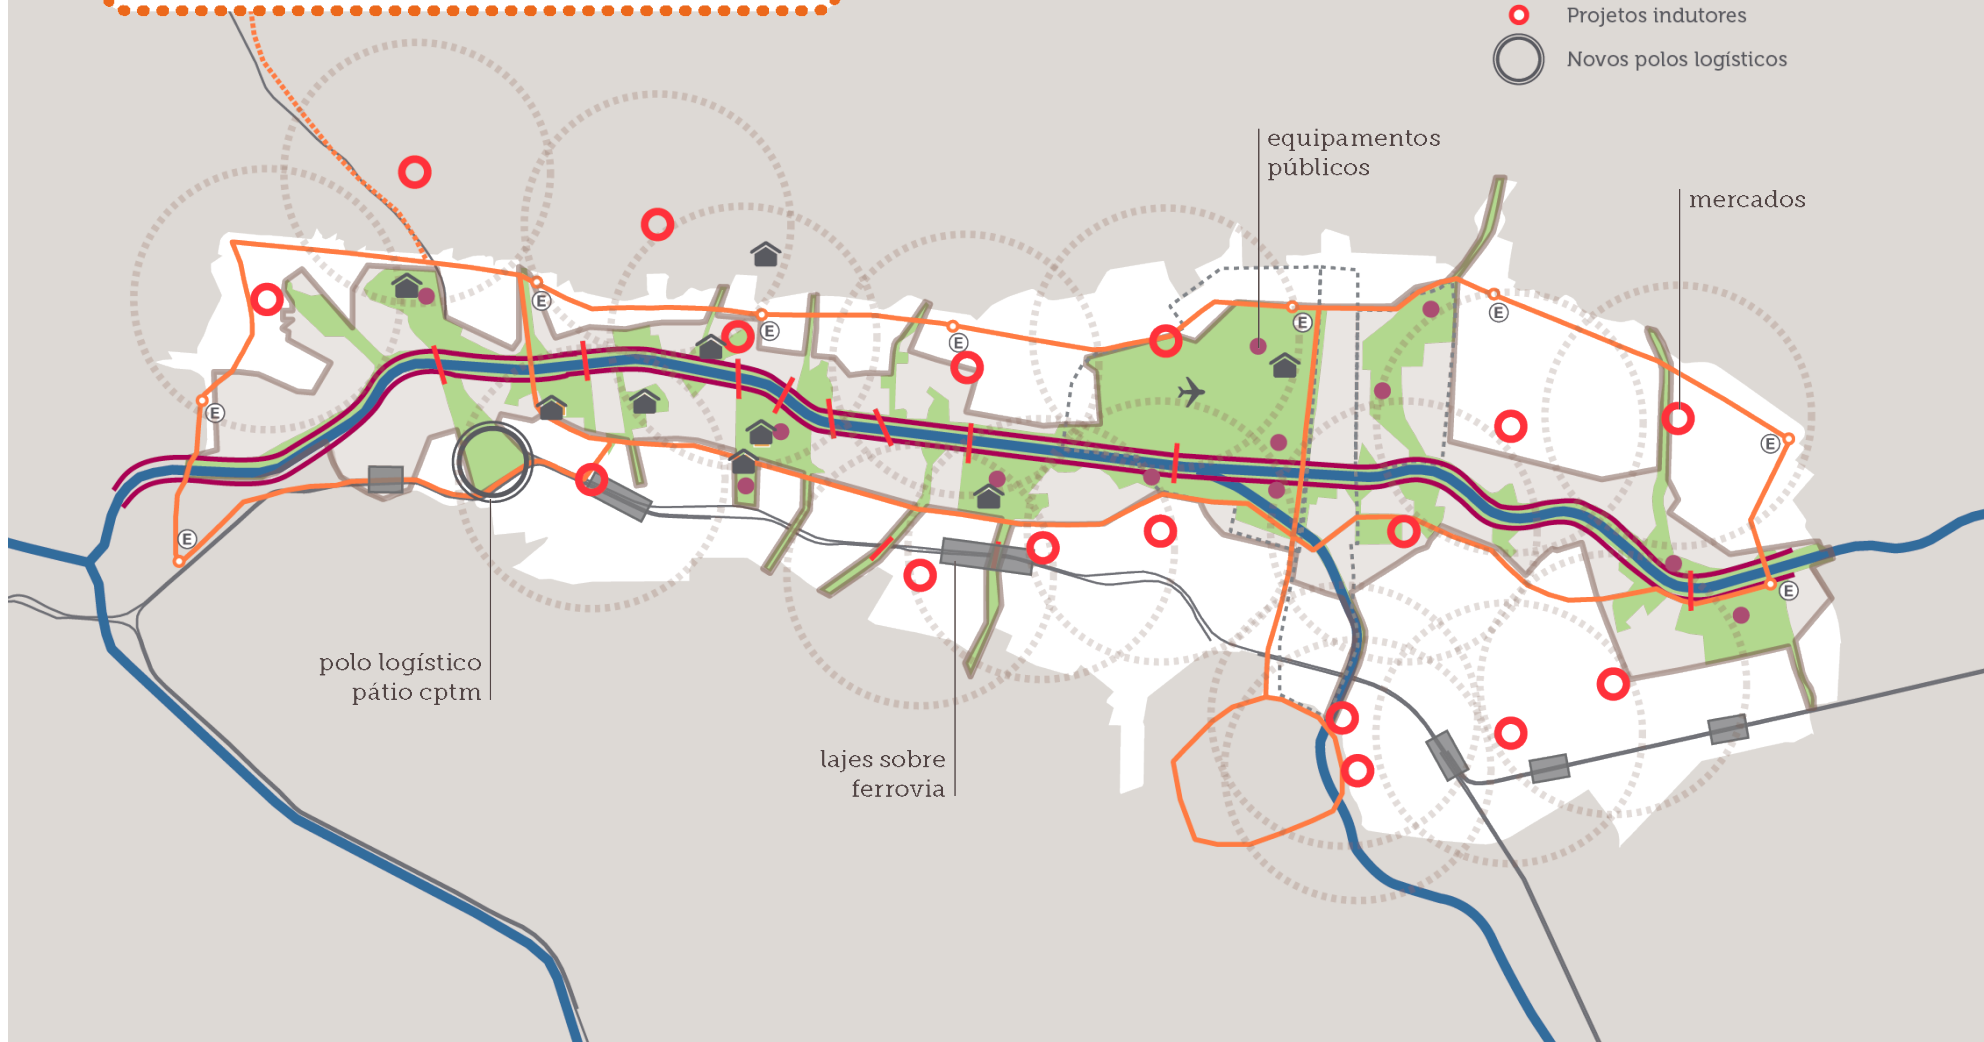 Projetos indutores
Novos polos logísticos
equipamentos
públicos
mercados
E
E
E
E
E
E
E
E
E
polo logístico
pátio cptm
lajes sobre
ferrovia